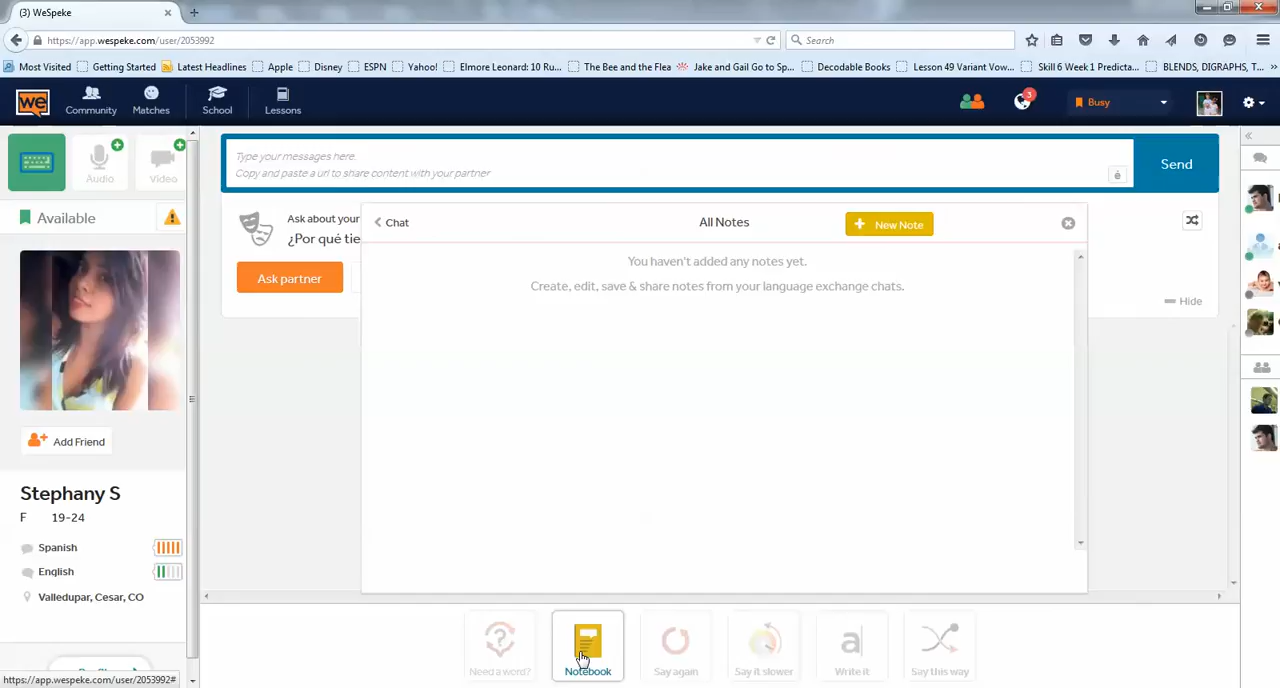 (3) WeSpeke
https://app.wespeke.com/user/2053992
Search
Most Visited
Getting Started
Latest Headlines
Apple
Disney
ESPN
Yahoo!
Elmore Leonard: 10 Ru...
The Bee and the Flea
Jake and Gail Go to Sp...
Decodable Books
Lesson 49 Variant Vow...
Skill 6 Week 1 Predicta...
BLENDS, DIGRAPHS, T...
we
Community
Matches
School
Lessons
3
Busy
Audio
Video
Type your messages here.
Copy and paste a url to share content with your partner
é
Send
Available
Ask about your
¿Por qué tie
Ask partner
Chat
All Notes
New Note
You haven't added any notes yet.
Create, edit, save & share notes from your language exchange chats.
Hide
Add Friend
Stephany S
F 19-24
Spanish
English
Valledupar, Cesar, CO
Need a word?
Notebook
Say again
Say it slower
a
Write it
Say this way
https://app.wespeke.com/user/2053992#